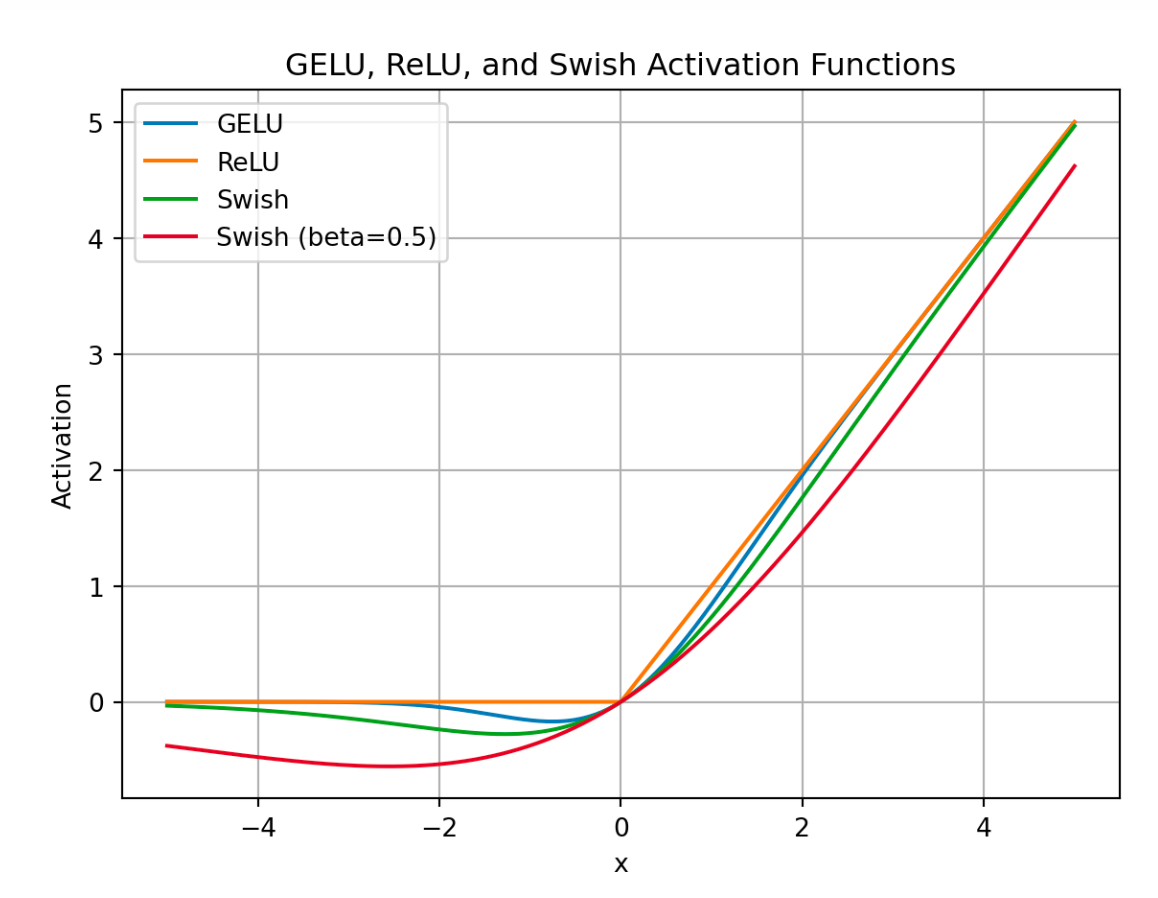 GELU, ReLU, and Swish Activation Functions
GELU
ReLU
Swish
Swish (beta=0.5)
5
4
3
2
1
0
Activation
−4
−2
0
2
4
x